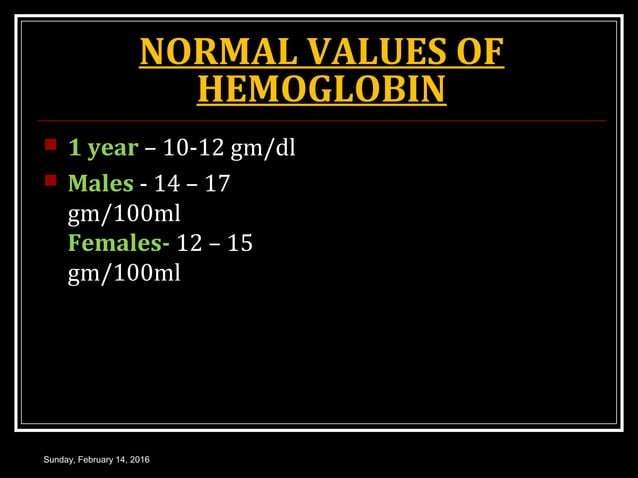 NORMAL VALUES OF
HEMOGLOBIN
1 year – 10-12 gm/dl
Males - 14 – 17
gm/100ml
Females- 12 – 15
gm/100ml
Sunday, February 14, 2016